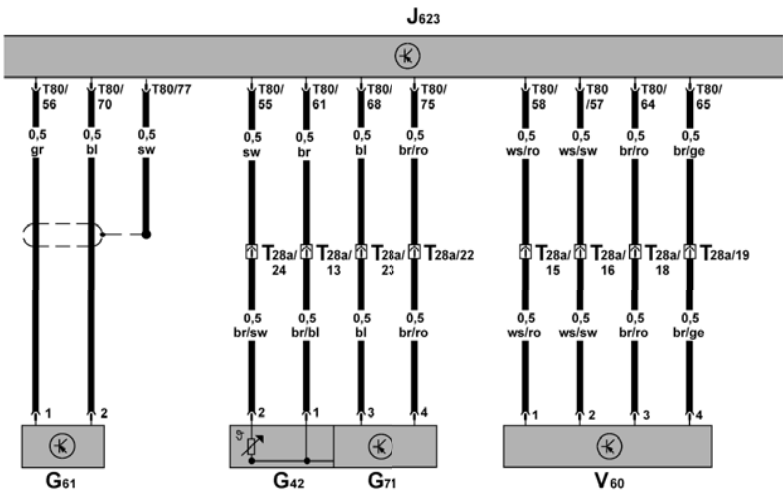 J623
T80/ T80/ T80/77 T80/ T80/ T80/ T80/ T80/ T80 T80/ T80/
56 70 55 61 68 75 58 /57 64 65
0,5 0,5 0,5 0,5 0,5 0,5 0,5 0,5 0,5 0,5 0,5
gr bl sw sw br bl br/ro ws/ro ws/sw br/ro br/ge
T28a/ T28a/ T28a/ T28a/22 T28a/ T28a/ T28a/ T28a/19
24 13 23 15 16 18
0,5 0,5 0,5 0,5 0,5 0,5 0,5 0,5
br/sw br/bl bl br/ro ws/ro ws/sw br/ro br/ge
1 2 2 1 3 4 1 2 3 4
G61 G42 G71 V60